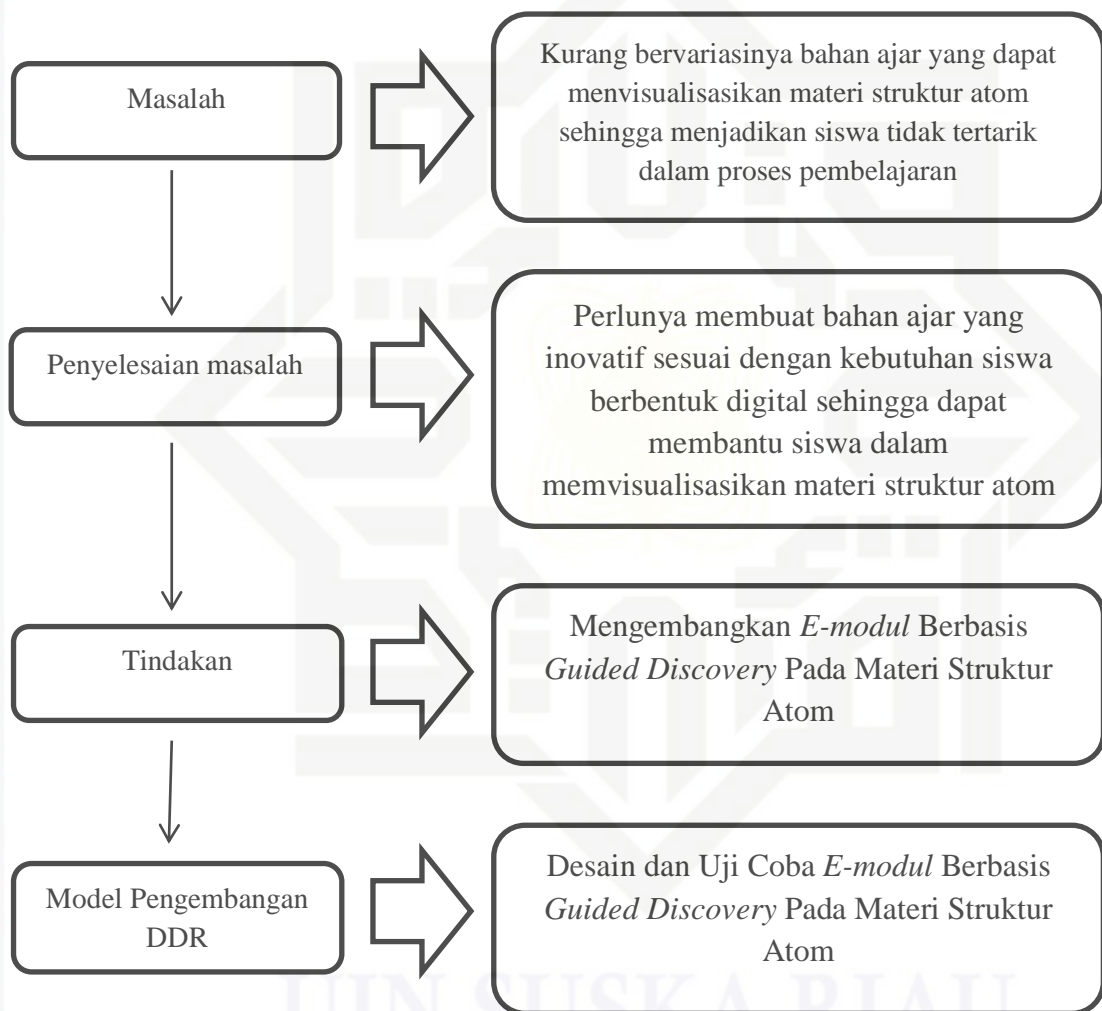 Masalah
Kurang bervariasinya bahan ajar yang dapat
menvisualisasikan materi struktur atom
sehingga menjadikan siswa tidak tertarik
dalam proses pembelajaran
Penyelesaian masalah
Perlunya membuat bahan ajar yang
inovatif sesuai dengan kebutuhan siswa
berbentuk digital sehingga dapat
membantu siswa dalam
memvisualisasikan materi struktur atom
Tindakan
Mengembangkan E-modul Berbasis
Guided Discovery Pada Materi Struktur
Atom
Model Pengembangan
DDR
Desain dan Uji Coba E-modul Berbasis
Guided Discovery Pada Materi Struktur
Atom
UIN SUSKA RIAU